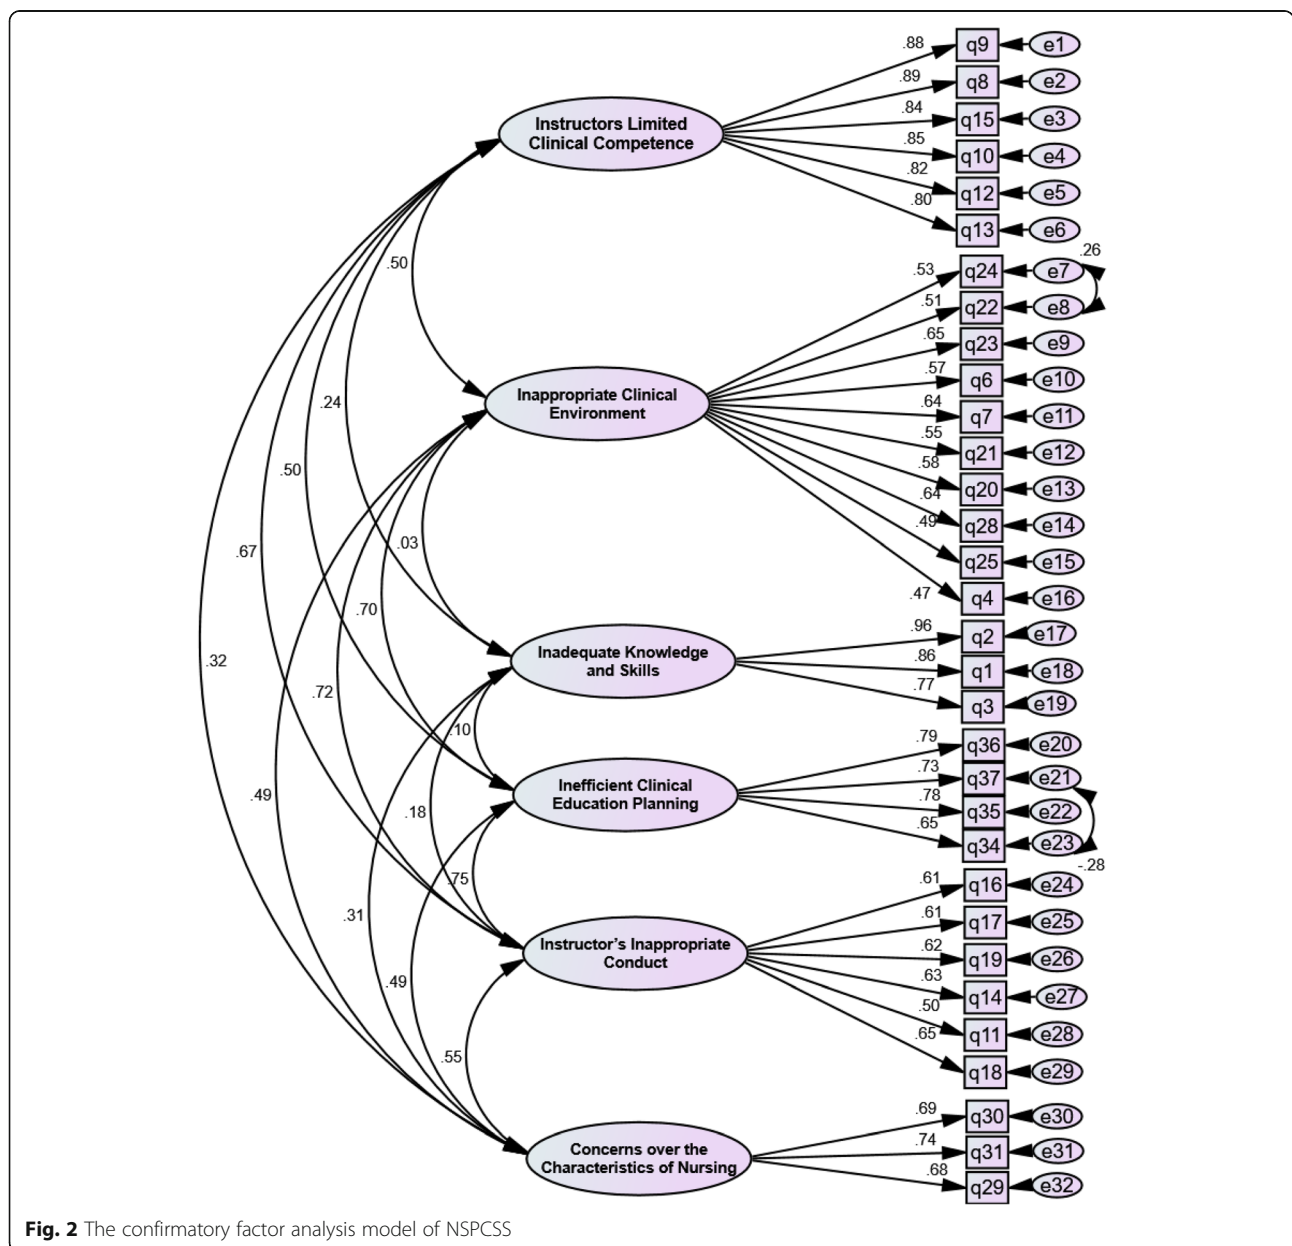 .88 q9 e1
.89 q8 e2
.84 q15 e3
Instructors Limited
Clinical Competence
.85 q10 e4
.82 q12 e5
.80 q13 e6
.26
.50
.53 q24 e7
.51 q22 e8
.65 q23 e9
.57 q6 e10
Inappropriate Clinical
Environment
.24
.64 q7 e11
.55 q21 e12
.58 q20 e13
.50
.64 q28 e14
.49 q25 e15
.67
.03
.47 q4 e16
.70
.96 q2 e17
Inadequate Knowledge
and Skills
.32
.86 q1 e18
.72
.77 q3 e19
.10
.79 q36 e20
.73 q37 e21
Inefficient Clinical
Education Planning
.49
.18
.78 q35 e22
.65 q34 e23
-.28
.75
.61 q16 e24
.31
.61 q17 e25
Instructor's Inappropriate
Conduct
.62 q19 e26
.49
.63 q14 e27
.50 q11 e28
.55
.65 q18 e29
.69 q30 e30
.74 q31 e31
Concerns over the
Characteristics of Nursing
.68 q29 e32
Fig. 2 The confirmatory factor analysis model of NSPCSS